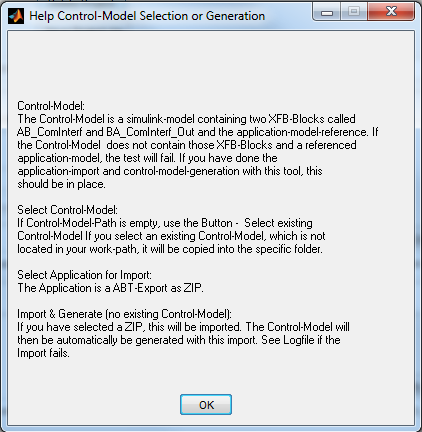 Help Control-Model Selection or Generation
Control-Model:
The Control-Model is a simulink-model containing two XFB-Blocks called
AB_ComInterf and BA_ComInterf_Out and the application-model-reference. If
the Control-Model does not contain those XFB-Blocks and a referenced
application-model, the test will fail. If you have done the
application-import and control-model-generation with this tool, this
should be in place.
Select Control-Model:
If Control-Model-Path is empty, use the Button - Select existing
Control-Model If you select an existing Control-Model, which is not
located in your work-path, it will be copied into the specific folder.
Select Application for Import:
The Application is a ABT-Export as ZIP.
Import & Generate (no existing Control-Model):
If you have selected a ZIP, this will be imported. The Control-Model will
then be automatically be generated with this import. See Logfile if the
Import fails.
OK